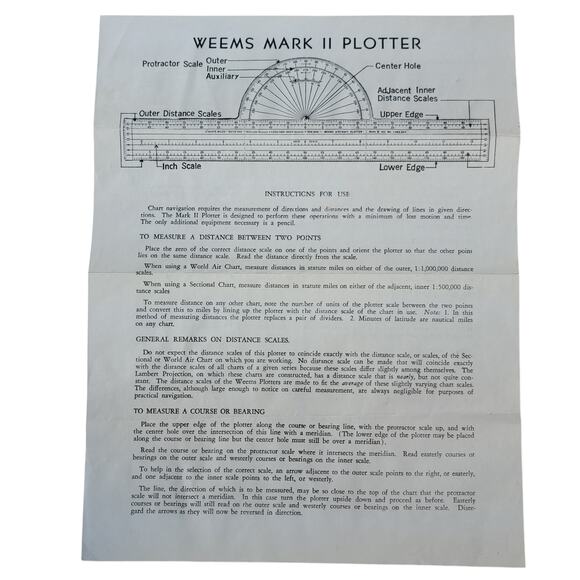 WEEMS MARK II PLOTTER
Protractor Scale Outer
Inner
Auxiliary
Center Hole
Adjacent Inner
Distance Scales
Outer Distance Scales
Upper Edge
Inch Scale
Lower Edge
INSTRUCTIONS FOR USE
Chart navigation requires the measurement of directions and distances and the drawing of lines in given direc-
tions. The Mark II Plotter is designed to perform these operations with a minimum of lost motion and time.
The only additional equipment necessary is a pencil.
TO MEASURE A DISTANCE BETWEEN TWO POINTS
Place the zero of the correct distance scale on one of the points and orient the plotter so that the other point
lies on the same distance scale. Read the distance directly from the scale.
When using a World Air Chart, measure distances in statute miles on either of the outer, 1:1,000,000 distance
scales.
When using a Sectional Chart, measure distances in statute miles on either of the adjacent, inner 1:500,000 dis-
tance scales
To measure distance on any other chart, note the number of units of the plotter scale between the two points
and convert this to miles by lining up the plotter with the distance scale of the chart in use. Note: 1. In this
method of measuring distances the plotter replaces a pair of dividers. 2. Minutes of latitude are nautical miles
on any chart.
GENERAL REMARKS ON DISTANCE SCALES.
Do not expect the distance scales of this plotter to coincide exactly with the distance scale, or scales, of the Sec-
tional or World Air Chart on which you are working. No distance scale can be made that will coincide exactly
with the distance scale of all charts of a given series because these scales differ slightly among themselves. The
Lambert Projection, on which these charts are constructed, has a distance scale that is nearly, but not quite con-
stant. The distance scales of the Weems Plotters are made to fit the average of these slightly varying chart scales.
The differences, although large enough to notice on careful measurement, are always negligible for purposes of
practical navigation.
TO MEASURE A COURSE OR BEARING
Place the upper edge of the plotter along the course or bearing line, with the protractor scale up, and with
the center hole over the intersection of this line with a meridian. (The lower edge of the plotter may be placed
along the course or bearing line but the center hole must still be over a meridian).
Read the course or bearing on the protractor scale where it intersects the meridian. Read easterly courses or
bearings on the outer scale and westerly courses or bearings on the inner scale.
To help in the selection of the correct scale, an arrow adjacent to the outer scale points to the right, or easterly,
and one adjacent to the inner scale points to the left, or westerly.
The line, the direction of which is to be measured, may be so close to the top of the chart that the protractor
scale will not intersect a meridian. In this case turn the plotter upside down and proceed as before. Easterly
courses or bearings will still read on the outer scale and westerly courses or bearings on the inner scale. Disre-
gard the arrows as they will now be reversed in direction.